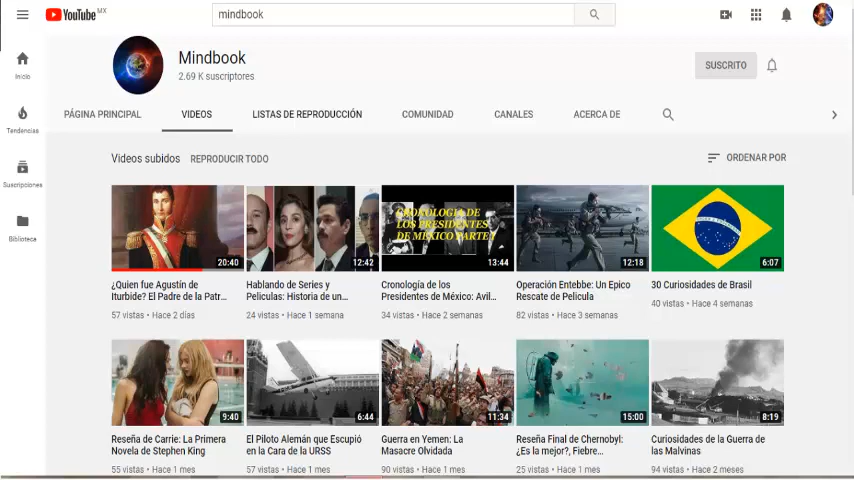 YouTube MX
mindbook
Inicio
Tendencias
Suscripciones
Biblioteca
Mindbook
2.69 K suscriptores
SUSCRITO
PÁGINA PRINCIPAL VIDEOS LISTAS DE REPRODUCCIÓN COMUNIDAD CANALES ACERCA DE
Videos subidos REPRODUCIR TODO
ORDENAR POR
20:40
¿Quien fue Agustín de
Iturbide? El Padre de la Patr...
57 vistas • Hace 2 días
12:42
Hablando de Series y
Peliculas: Historia de un...
24 vistas • Hace 1 semana
CRONOLOGIA DE
LOS PRESIDENTES
DE MEXICO PARTE
13:44
Cronología de los
Presidentes de México: Avil...
34 vistas • Hace 2 semanas
12:18
Operación Entebbe: Un Epico
Rescate de Pelicula
82 vistas • Hace 3 semanas
6:07
30 Curiosidades de Brasil
40 vistas • Hace 4 semanas
9:40
Reseña de Carrie: La Primera
Novela de Stephen King
55 vistas • Hace 1 mes
6:44
El Piloto Alemán que Escupió
en la Cara de la URSS
57 vistas • Hace 1 mes
11:34
Guerra en Yemen: La
Masacre Olvidada
90 vistas • Hace 1 mes
15:00
Reseña Final de Chernobyl:
¿Es la mejor?, Fiebre...
25 vistas • Hace 1 mes
8:19
Curiosidades de la Guerra de
las Malvinas
94 vistas • Hace 2 meses